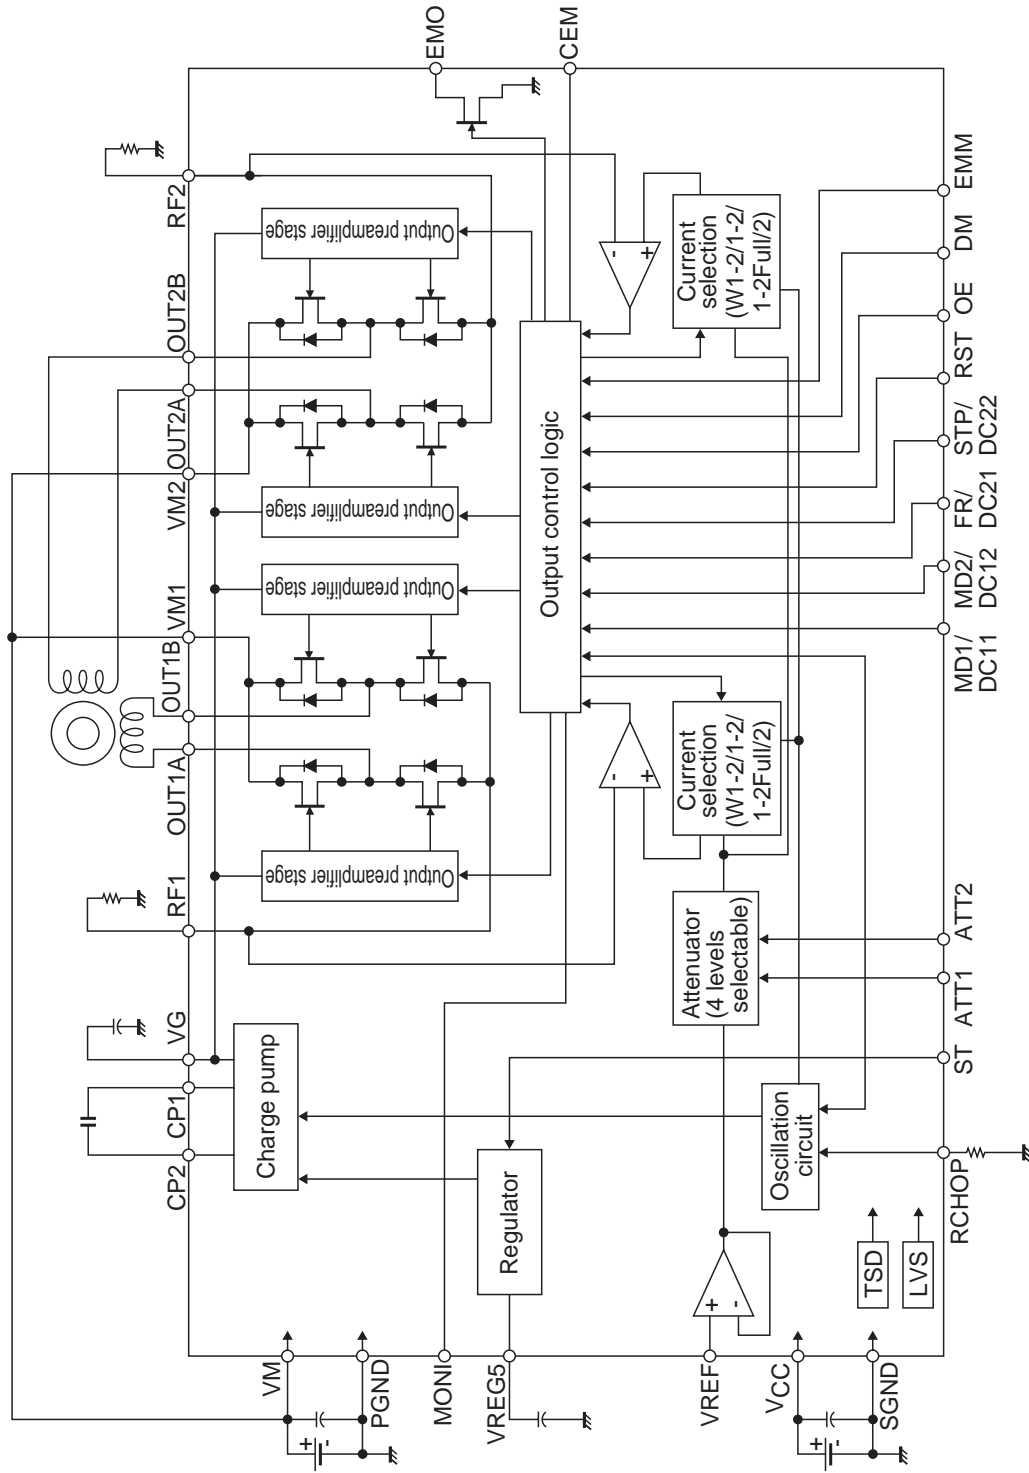 CP2
CP1
VG
RF1
OUT1A
OUT1B
VM1
VM2
OUT2A
OUT2B
RF2
VM
+
-
PGND
MONI
VREG5
VREF
VCC
+
-
SGND
Charge pump
Output preamplifier stage
Output preamplifier stage
Output preamplifier stage
Output preamplifier stage
EMO
CEM
Regulator
Output control logic
+
-
-
+
-
+
Attenuator
(4 levels
selectable)
Current
selection
(W1-2/1-2/
1-2Full/2)
Current
selection
(W1-2/1-2/
1-2Full/2)
Oscillation
circuit
TSD
LVS
RCHOP
ST
ATT1
ATT2
MD1/
DC11
MD2/
DC12
FR/
DC21
STP/
DC22
RST
OE
DM
EMM